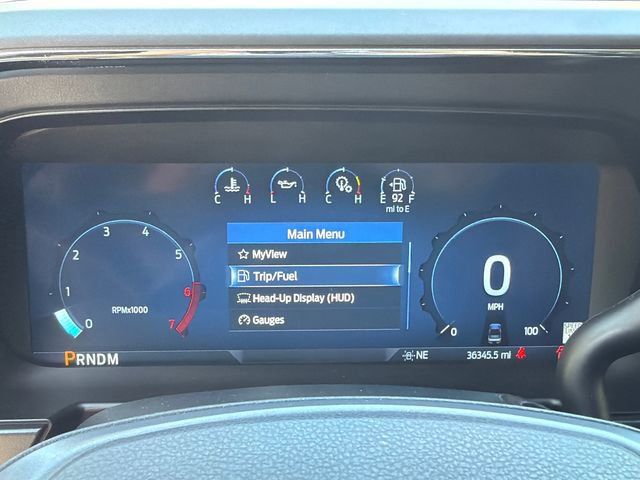 C H L H C H E 92 F
mi to E
Main Menu
MyView
Trip/Fuel
Head-Up Display (HUD)
Gauges
0 1 2 3 4 5 6 7
RPMx1000
0
MPH
0 100
PRNDM
NE
36345.5 mi